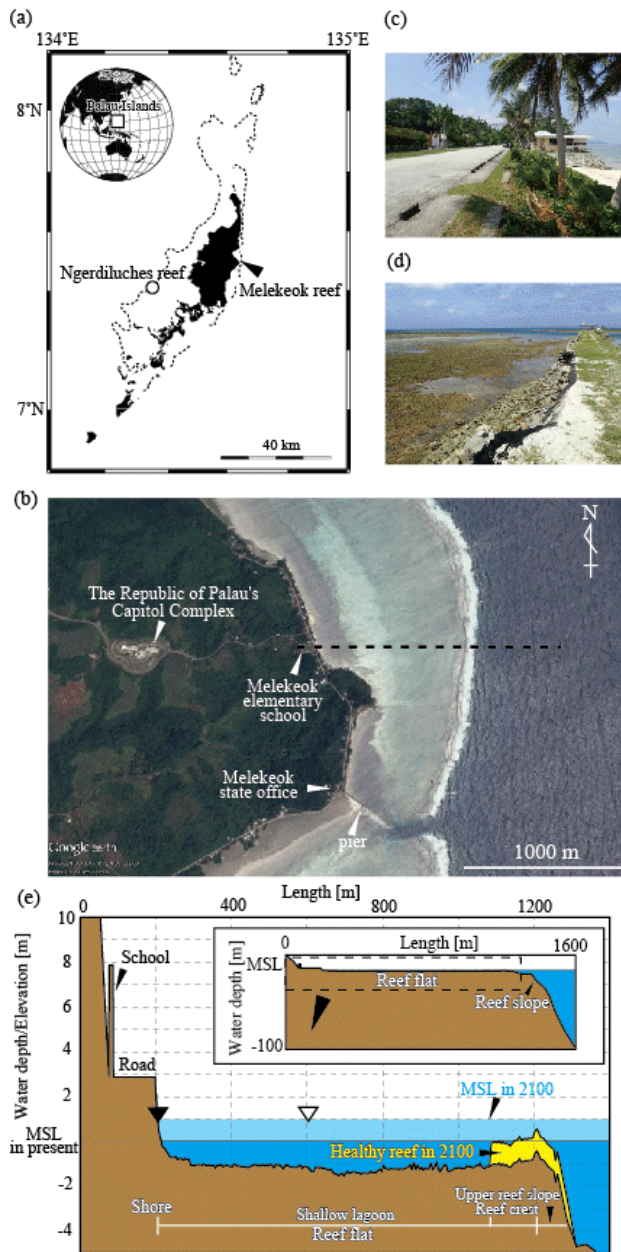 (a)
134°E
135°E
8°N
Palau Islands
Ngerdiluches reef
Melekeok reef
7°N
40 km
(c)
(d)
(b)
N
The Republic of Palau's
Capitol Complex
Melekeok
elementary
school
Melekeok
state office
pier
Google earth
1000 m
(e)
Length [m]
0
400
800
1200
Water depth/Elevation [m]
10
8
6
4
2
MSL
in present
-2
-4
School
Road
Water depth [m]
MSL
-100
0
Length [m]
1600
Reef flat
Reef slope
MSL in 2100
Healthy reef in 2100
Shore
Shallow lagoon
Reef flat
Upper reef slope
Reef crest